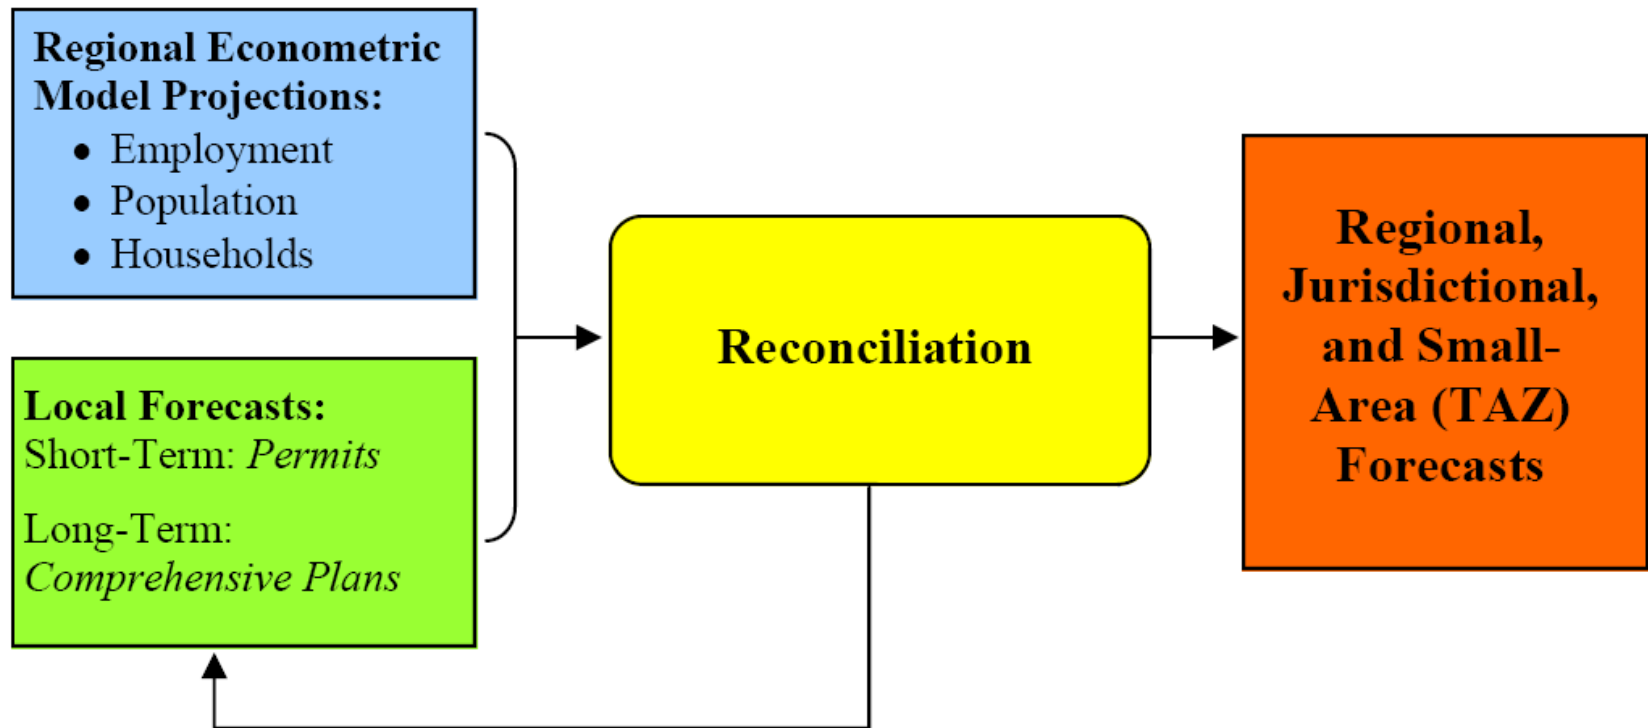 Regional Econometric
Model Projections:
• Employment
• Population
• Households
Local Forecasts:
Short-Term: Permits
Long-Term:
Comprehensive Plans
Reconciliation
Regional,
Jurisdictional,
and Small-
Area (TAZ)
Forecasts